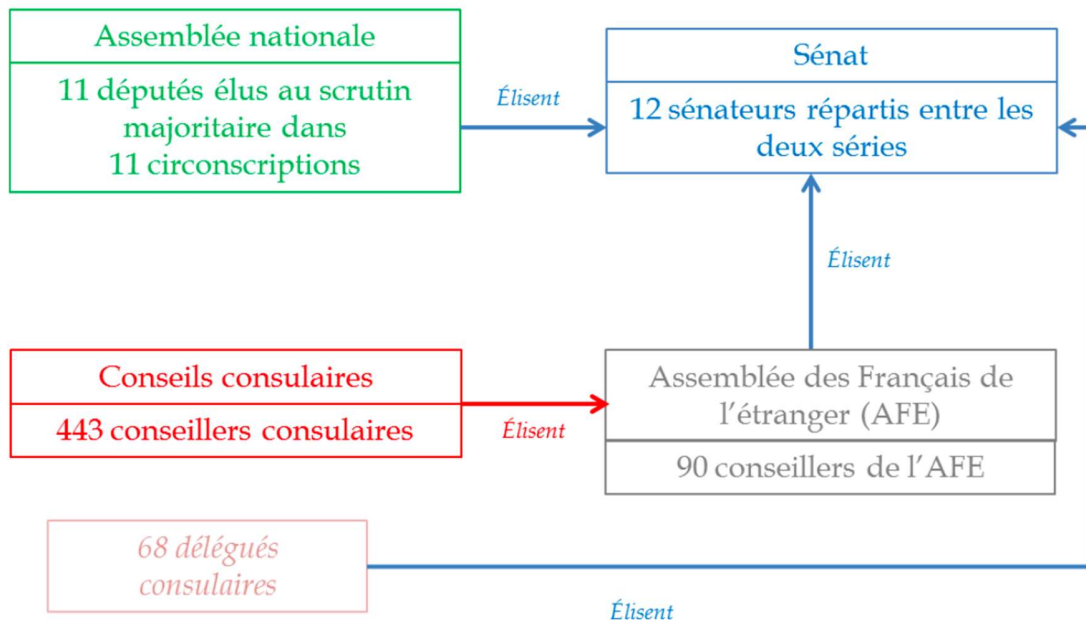 Assemblée nationale
11 députés élus au scrutin
majoritaire dans
11 circonscriptions
Élisent
Sénat
12 sénateurs répartis entre les
deux séries
Élisent
Conseils consulaires
443 conseillers consulaires
Élisent
Assemblée des Français de
l'étranger (AFE)
90 conseillers de l'AFE
68 délégués
consulaires
Élisent